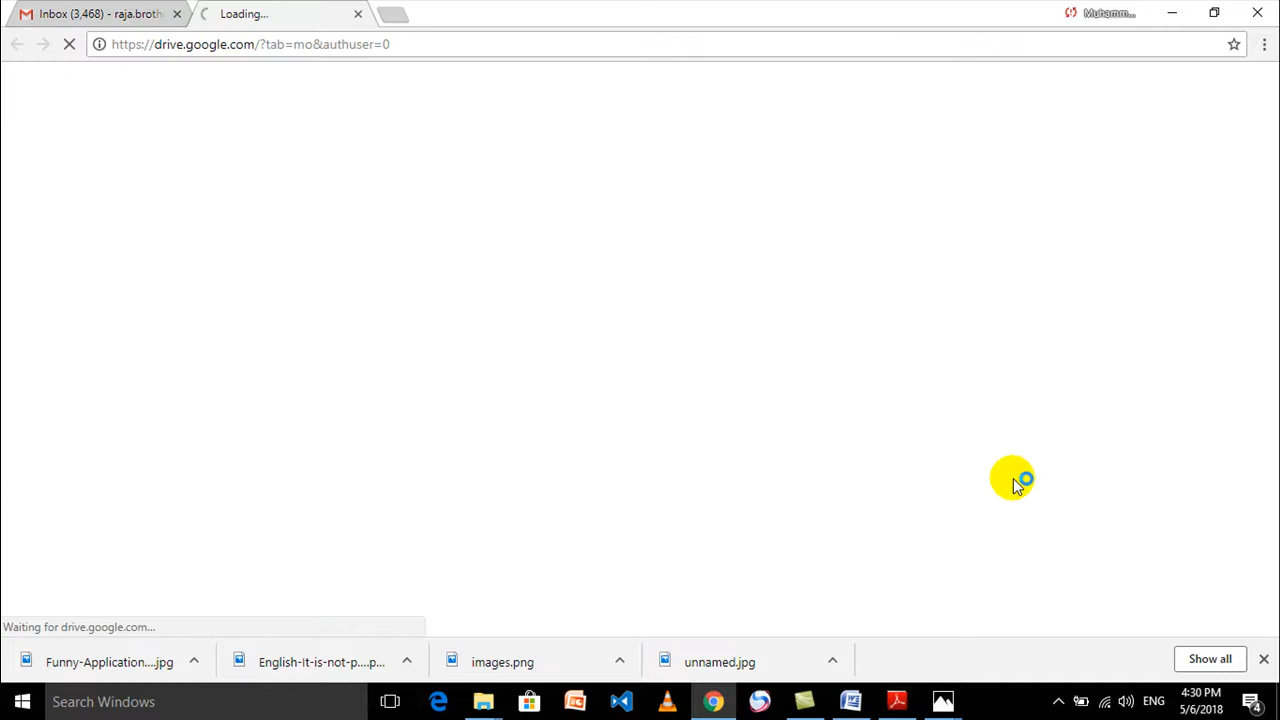 Inbox (3,468) - raja.broth
Loading...
Muhamm...
https://drive.google.com/?tab=mo&authuser=0
Waiting for drive.google.com...
Funny-Application....jpg
English-It-is-not-p....p...
images.png
unnamed.jpg
Show all
Search Windows
ENG
4:30 PM
5/6/2018
4